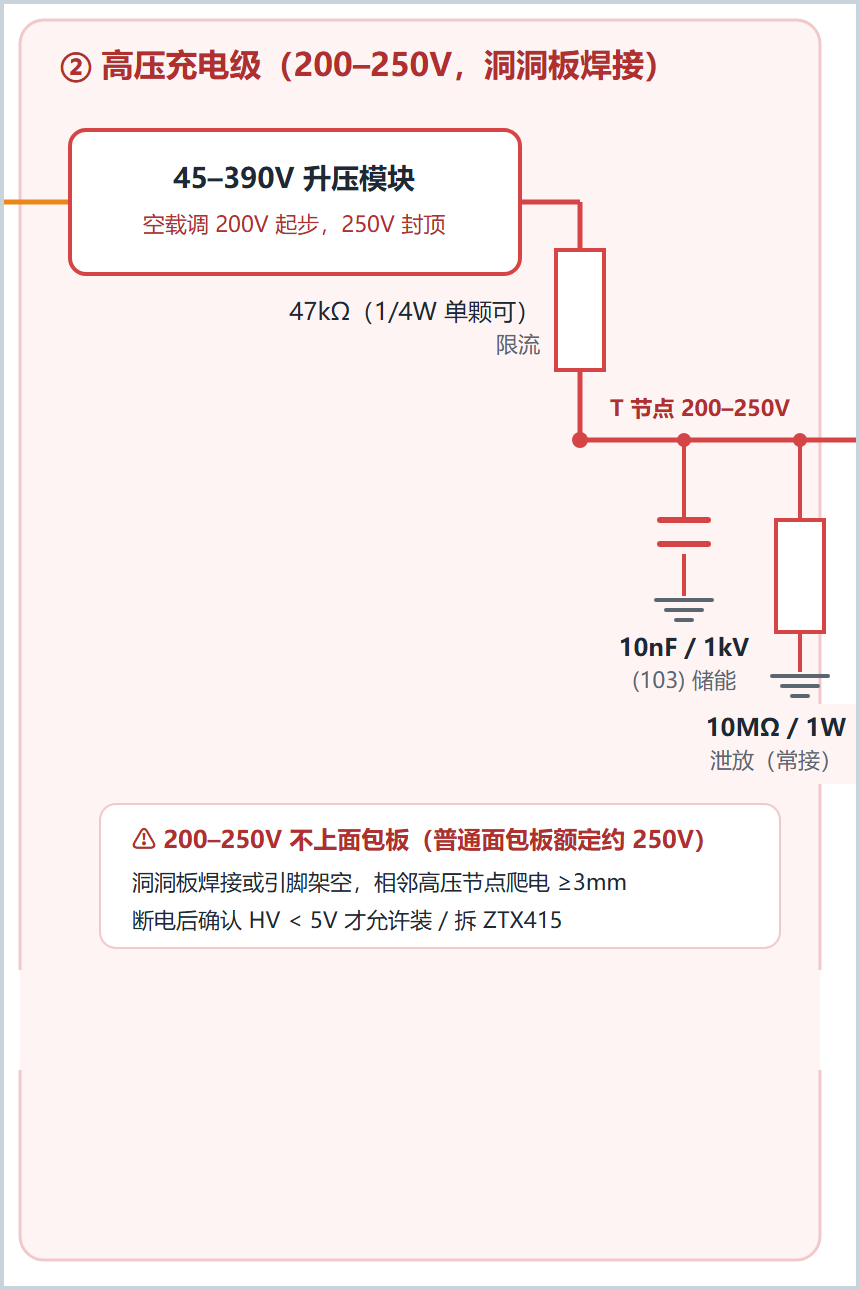 ② 高压充电级（200–250V，洞洞板焊接）
45–390V 升压模块
空载调 200V 起步，250V 封顶
47kΩ（1/4W 单颗可）
限流
T 节点 200–250V
10nF / 1kV
(103) 储能
10MΩ / 1W
泄放（常接）
⚠ 200–250V 不上面包板（普通面包板额定约 250V）
洞洞板焊接或引脚架空，相邻高压节点爬电 ≥3mm
断电后确认 HV < 5V 才允许装 / 拆 ZTX415